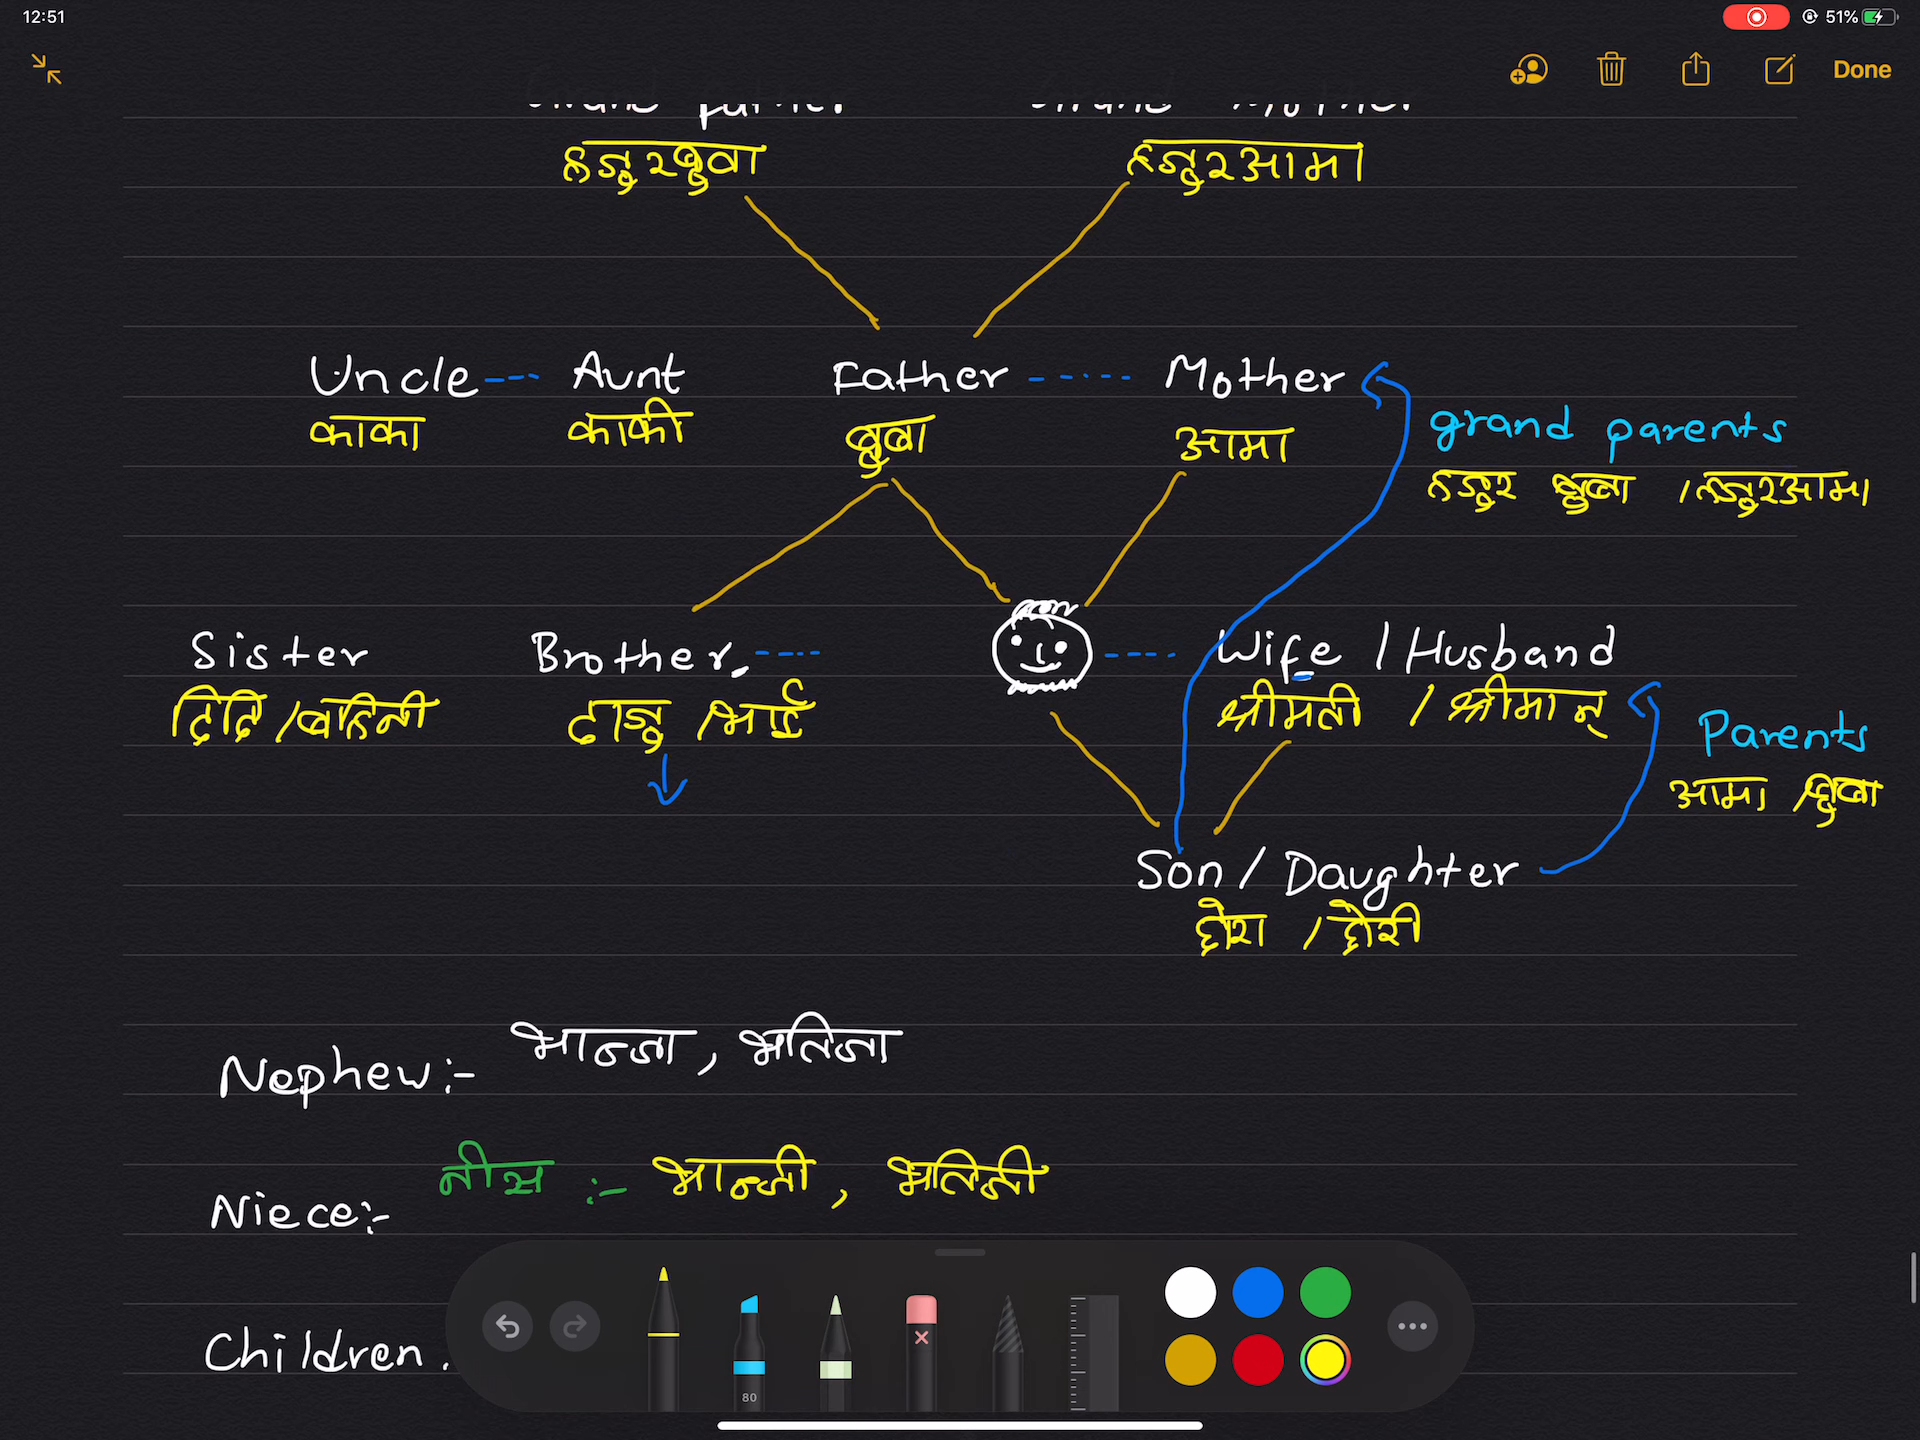 12:51
51%
Done
हजुरबुवा हजुरआमा
Uncle Aunt Father Mother
काका काकी बुबा आमा
grand parents
हजुर बुबा / हजुरआमा
Sister Brother Wife / Husband
दिदि / बहिनी दाजु / भाई श्रीमती / श्रीमान्
Parents
आमा / बुबा
Son / Daughter
छोरा / छोरी
Nephew :- भान्जा, भतिजा
नीस :- भान्जी, भतिजी
Niece :-
Children.
80